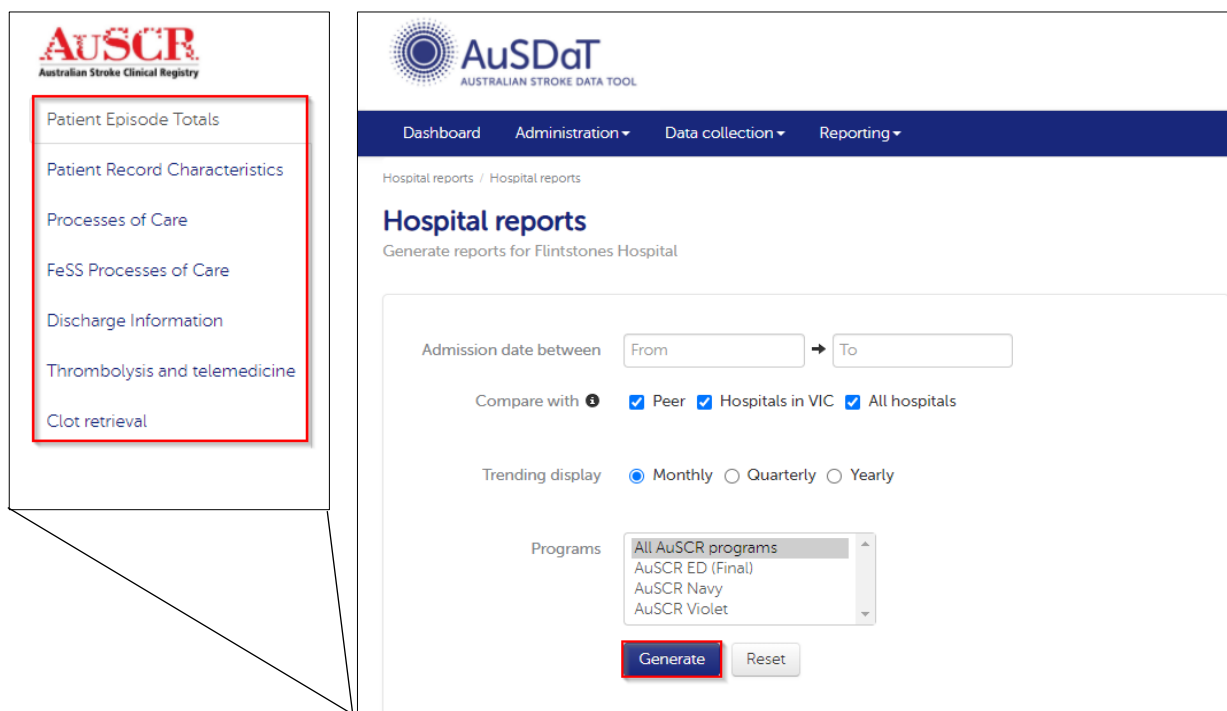 AuSCR
Australian Stroke Clinical Registry
Patient Episode Totals
Patient Record Characteristics
Processes of Care
FeSS Processes of Care
Discharge Information
Thrombolysis and telemedicine
Clot retrieval
AuSDaT
AUSTRALIAN STROKE DATA TOOL
Dashboard Administration Data collection Reporting
Hospital reports / Hospital reports
Hospital reports
Generate reports for Flintstones Hospital
Admission date between From To
Compare with Peer Hospitals in VIC All hospitals
Trending display Monthly Quarterly Yearly
Programs All AuSCR programs
AuSCR ED (Final)
AuSCR Navy
AuSCR Violet
Generate Reset